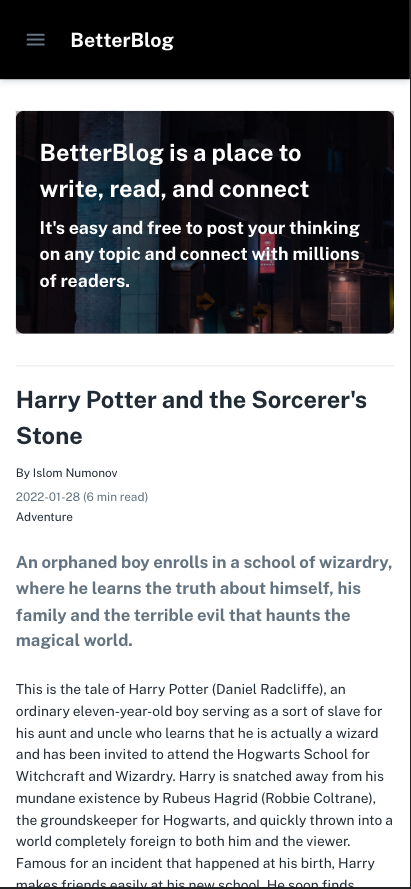 BetterBlog
BetterBlog is a place to
write, read, and connect
It's easy and free to post your thinking
on any topic and connect with millions
of readers.
Harry Potter and the Sorcerer's
Stone
By Islom Numonov
2022-01-28 (6 min read)
Adventure
An orphaned boy enrolls in a school of wizardry,
where he learns the truth about himself, his
family and the terrible evil that haunts the
magical world.
This is the tale of Harry Potter (Daniel Radcliffe), an
ordinary eleven-year-old boy serving as a sort of slave for
his aunt and uncle who learns that he is actually a wizard
and has been invited to attend the Hogwarts School for
Witchcraft and Wizardry. Harry is snatched away from his
mundane existence by Rubeus Hagrid (Robbie Coltrane),
the groundskeeper for Hogwarts, and quickly thrown into a
world completely foreign to both him and the viewer.
Famous for an incident that happened at his birth, Harry
makes friends easily at his new school. He soon finds,